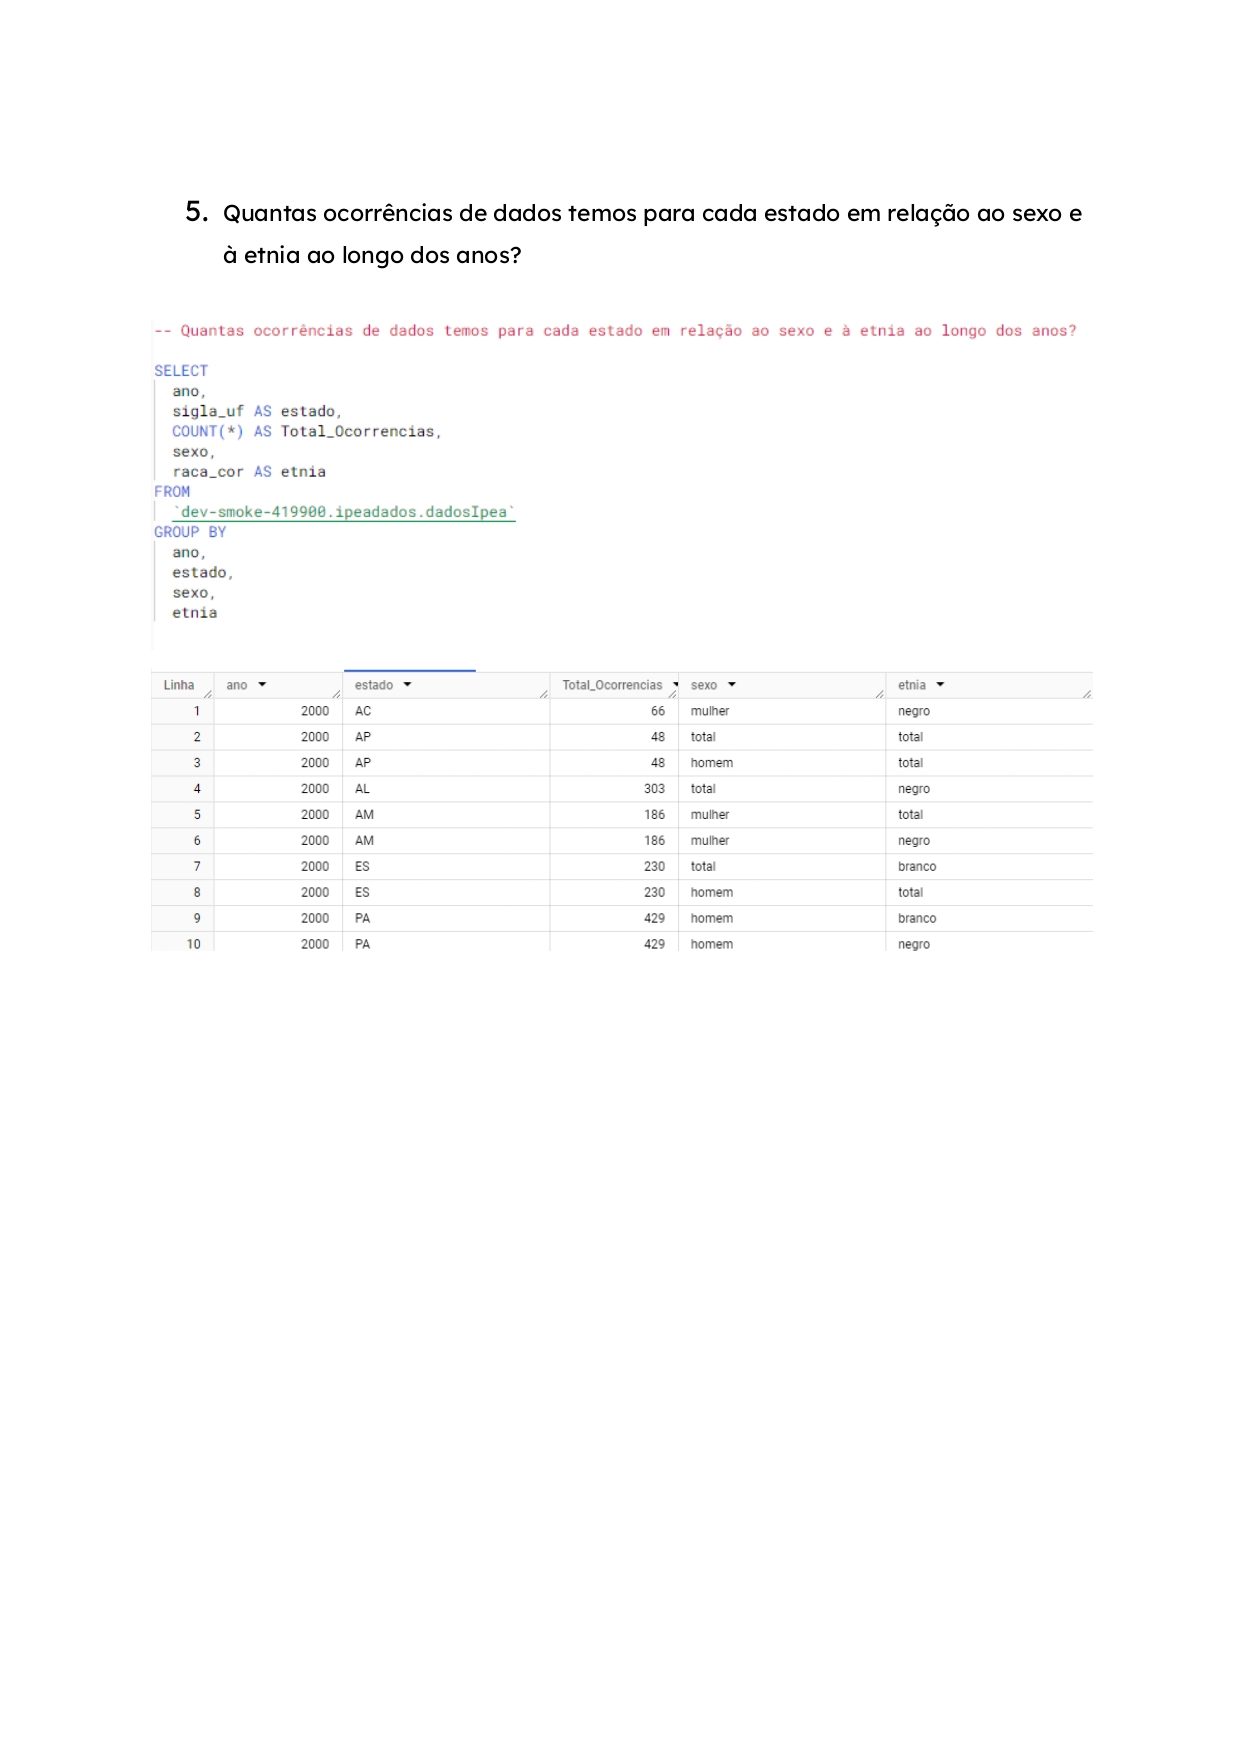 5. Quantas ocorrências de dados temos para cada estado em relação ao sexo e
à etnia ao longo dos anos?
-- Quantas ocorrências de dados temos para cada estado em relação ao sexo e à etnia ao longo dos anos?
SELECT
ano,
sigla_uf AS estado,
COUNT(*) AS Total_Ocorrencias,
sexo,
raca_cor AS etnia
FROM
`dev-smoke-419900.ipeadados.dadosIpea`
GROUP BY
ano,
estado,
sexo,
etnia
Linha ano estado Total_Ocorrencias sexo etnia
1 2000 AC 66 mulher negro
2 2000 AP 48 total total
3 2000 AP 48 homem total
4 2000 AL 303 total negro
5 2000 AM 186 mulher total
6 2000 AM 186 mulher negro
7 2000 ES 230 total branco
8 2000 ES 230 homem total
9 2000 PA 429 homem branco
10 2000 PA 429 homem negro